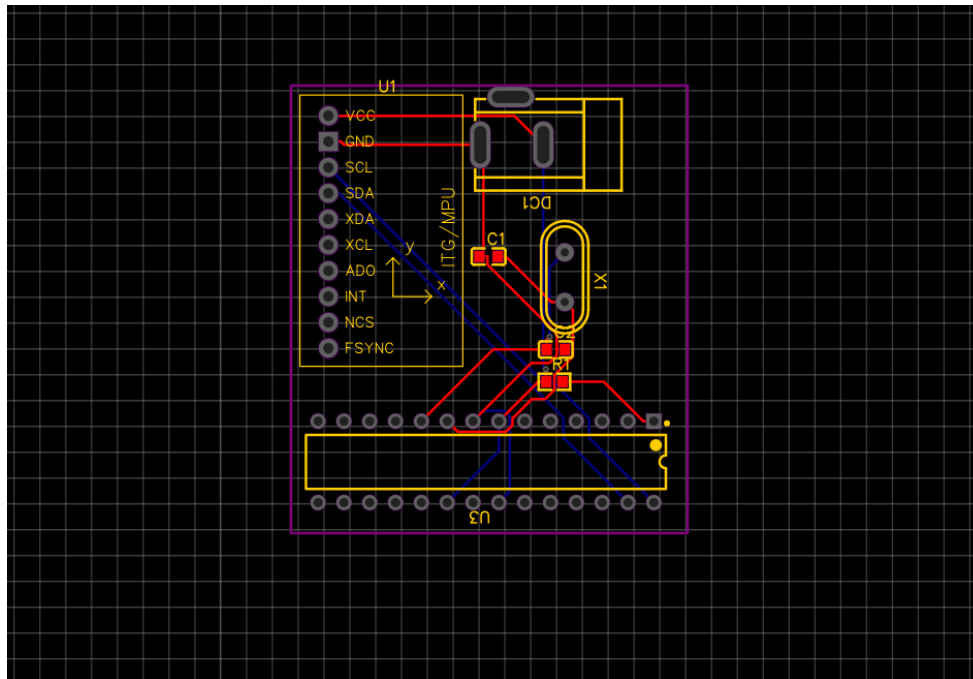 U1
VCC
GND
SCL
SDA
XDA
XCL
ADO
INT
NCS
FSYNC
ITG/MPU
y
x
DC1
C1
X1
C2
R1
U3